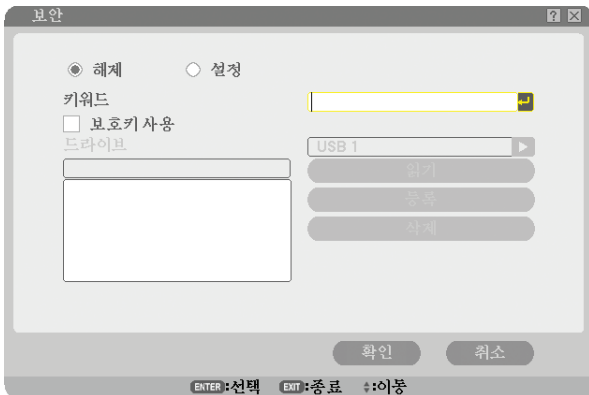 보안
해제 설정
키워드
보호키 사용
드라이브 USB 1
읽기
등록
삭제
확인 취소
ENTER:선택 EXIT:종료 :이동